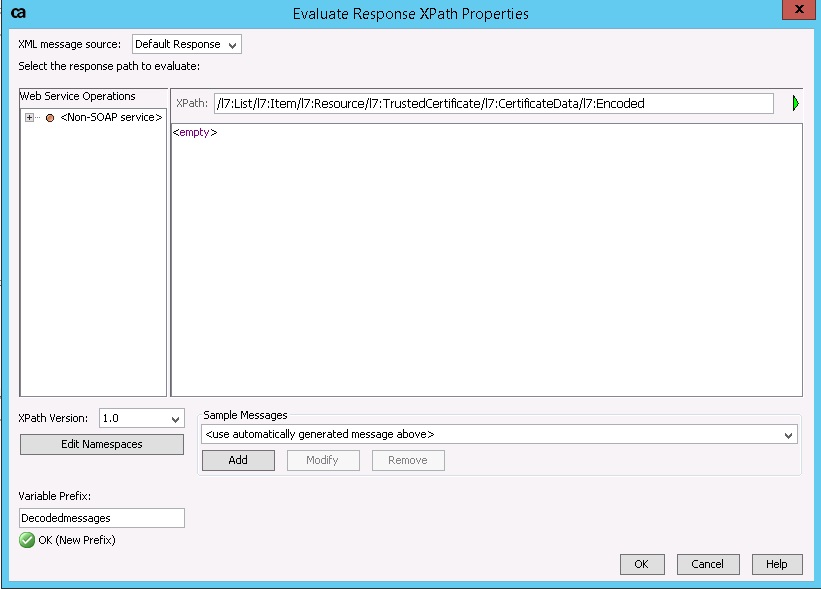 ca
Evaluate Response XPath Properties
x
XML message source:
Default Response
Select the response path to evaluate:
Web Service Operations
<Non-SOAP service>
XPath:
/l7:List/l7:Item/l7:Resource/l7:TrustedCertificate/l7:CertificateData/l7:Encoded
<empty>
XPath Version:
1.0
Edit Namespaces
Sample Messages
<use automatically generated message above>
Add
Modify
Remove
Variable Prefix:
Decodedmessages
OK (New Prefix)
OK
Cancel
Help